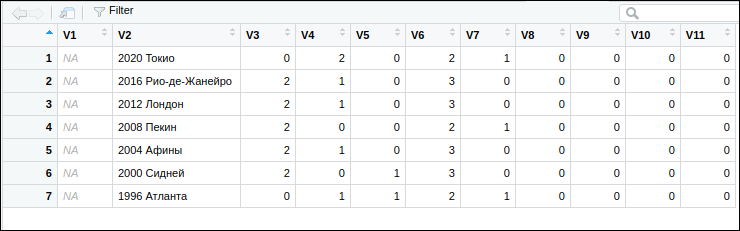 Filter
V1 V2 V3 V4 V5 V6 V7 V8 V9 V10 V11
1 NA 2020 Токио 0 2 0 2 1 0 0 0 0
2 NA 2016 Рио-де-Жанейро 2 1 0 3 0 0 0 0 0
3 NA 2012 Лондон 2 1 0 3 0 0 0 0 0
4 NA 2008 Пекин 2 0 0 2 1 0 0 0 0
5 NA 2004 Афины 2 1 0 3 0 0 0 0 0
6 NA 2000 Сидней 2 0 1 3 0 0 0 0 0
7 NA 1996 Атланта 0 1 1 2 1 0 0 0 0